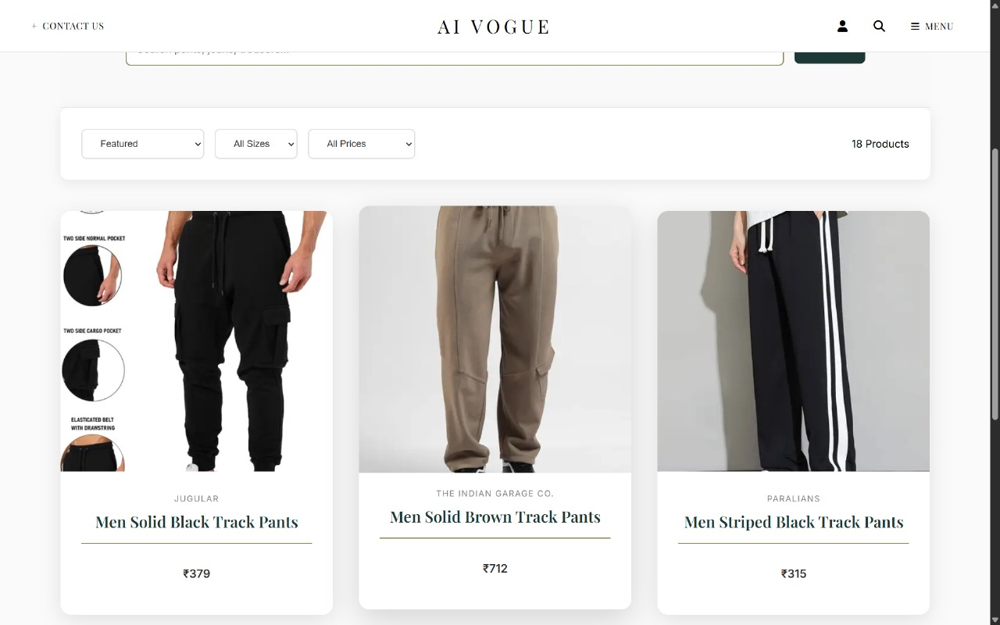 + CONTACT US
AI VOGUE
MENU
Featured
All Sizes
All Prices
18 Products
TWO SIDE NORMAL POCKET
TWO SIDE CARGO POCKET
ELASTICATED BELT
WITH DRAWSTRING
JUGULAR
Men Solid Black Track Pants
₹379
THE INDIAN GARAGE CO.
Men Solid Brown Track Pants
₹712
PARALIANS
Men Striped Black Track Pants
₹315